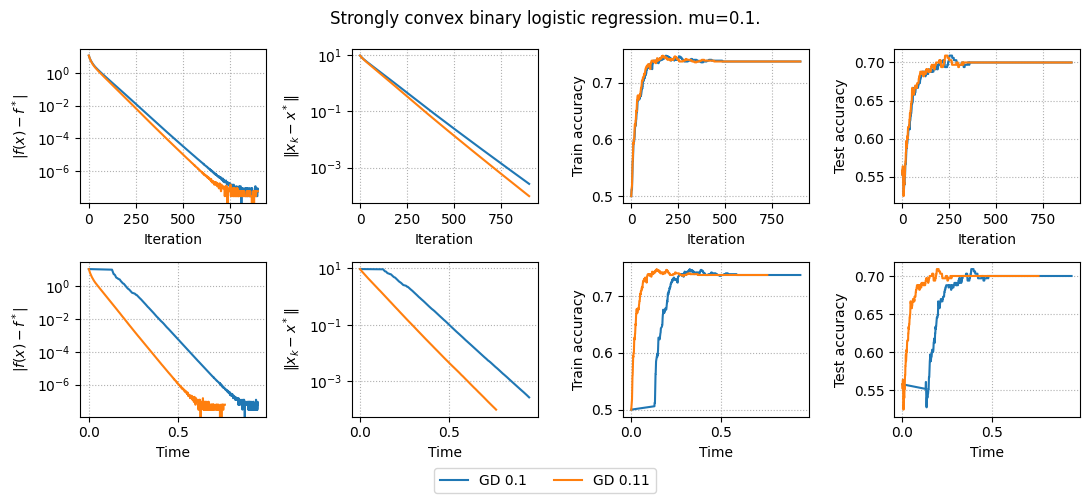 Strongly convex binary logistic regression. mu=0.1.
|f(x) − f*|
10^0
10^−2
10^−4
10^−6
0 250 500 750
Iteration
‖x_k − x*‖
10^1
10^−1
10^−3
0 250 500 750
Iteration
Train accuracy
0.7
0.6
0.5
0 250 500 750
Iteration
Test accuracy
0.70
0.65
0.60
0.55
0 250 500 750
Iteration
|f(x) − f*|
10^0
10^−2
10^−4
10^−6
0.0 0.5
Time
‖x_k − x*‖
10^1
10^−1
10^−3
0.0 0.5
Time
Train accuracy
0.7
0.6
0.5
0.0 0.5
Time
Test accuracy
0.70
0.65
0.60
0.55
0.0 0.5
Time
GD 0.1 GD 0.11